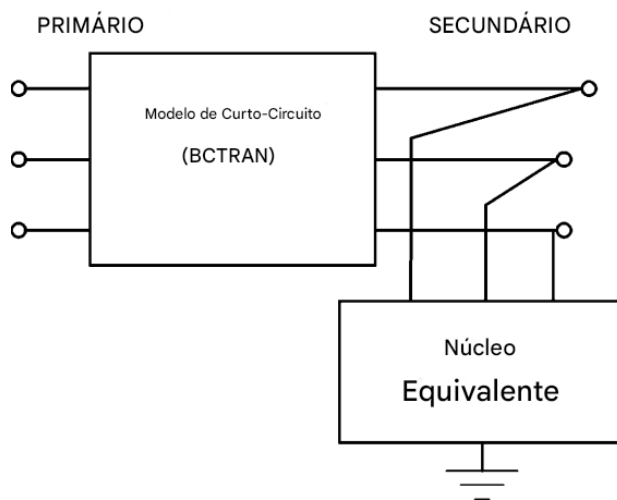 PRIMÁRIO
SECUNDÁRIO
Modelo de Curto-Circuito
(BCTRAN)
Núcleo
Equivalente